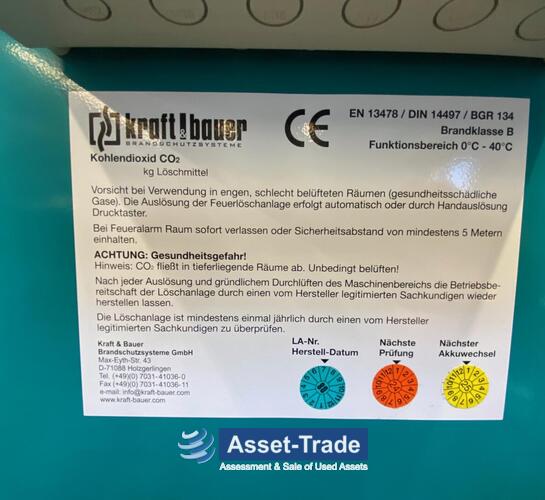 kraft&bauer
BRANDSCHUTZSYSTEME
CE
EN 13478 / DIN 14497 / BGR 134
Brandklasse B
Funktionsbereich 0°C - 40°C
Kohlendioxid CO₂
kg Löschmittel
Vorsicht bei Verwendung in engen, schlecht belüfteten Räumen (gesundheitsschädliche
Gase). Die Auslösung der Feuerlöschanlage erfolgt automatisch oder durch Handauslösung
Drucktaster.
Bei Feueralarm Raum sofort verlassen oder Sicherheitsabstand von mindestens 5 Metern
einhalten.
ACHTUNG: Gesundheitsgefahr!
Hinweis: CO₂ fließt in tieferliegende Räume ab. Unbedingt belüften!
Nach jeder Auslösung und gründlichem Durchlüften des Maschinenbereichs die Betriebsbe-
reitschaft der Löschanlage durch einen vom Hersteller legitimierten Sachkundigen wieder
herstellen lassen.
Die Löschanlage ist mindestens einmal jährlich durch einen vom Hersteller
legitimierten Sachkundigen zu überprüfen.
Kraft & Bauer
Brandschutzsysteme GmbH
Max-Eyth-Str. 43
D-71088 Holzgerlingen
Tel. (+49)(0) 7031-41036-0
Fax (+49)(0) 7031-41036-11
e-mail: info@kraft-bauer.com
www.kraft-bauer.com
LA-Nr.
Herstell-Datum
Nächste
Prüfung
Nächster
Akkuwechsel
Asset-Trade
Assessment & Sale of Used Assets